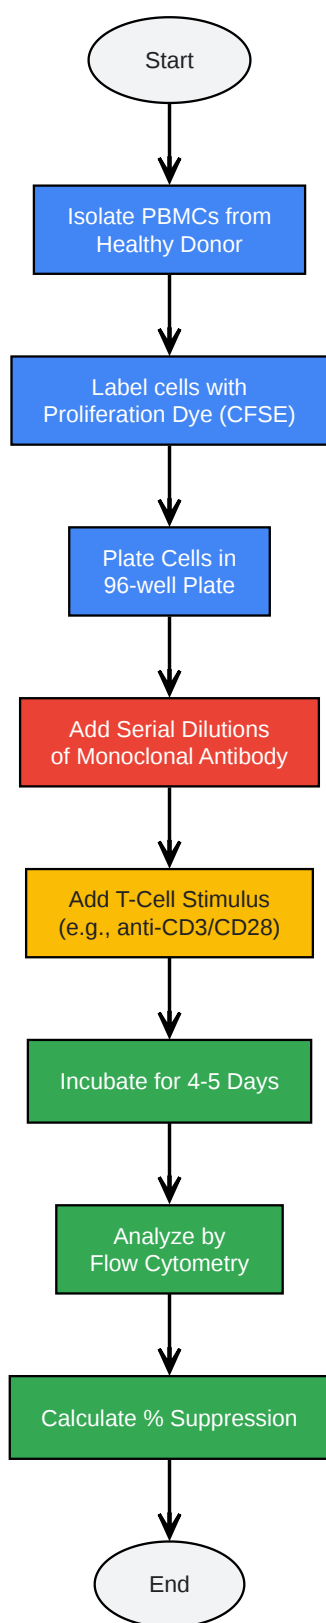 Start
Isolate PBMCs from
Healthy Donor
Label cells with
Proliferation Dye (CFSE)
Plate Cells in
96-well Plate
Add Serial Dilutions
of Monoclonal Antibody
Add T-Cell Stimulus
(e.g., anti-CD3/CD28)
Incubate for 4-5 Days
Analyze by
Flow Cytometry
Calculate % Suppression
End